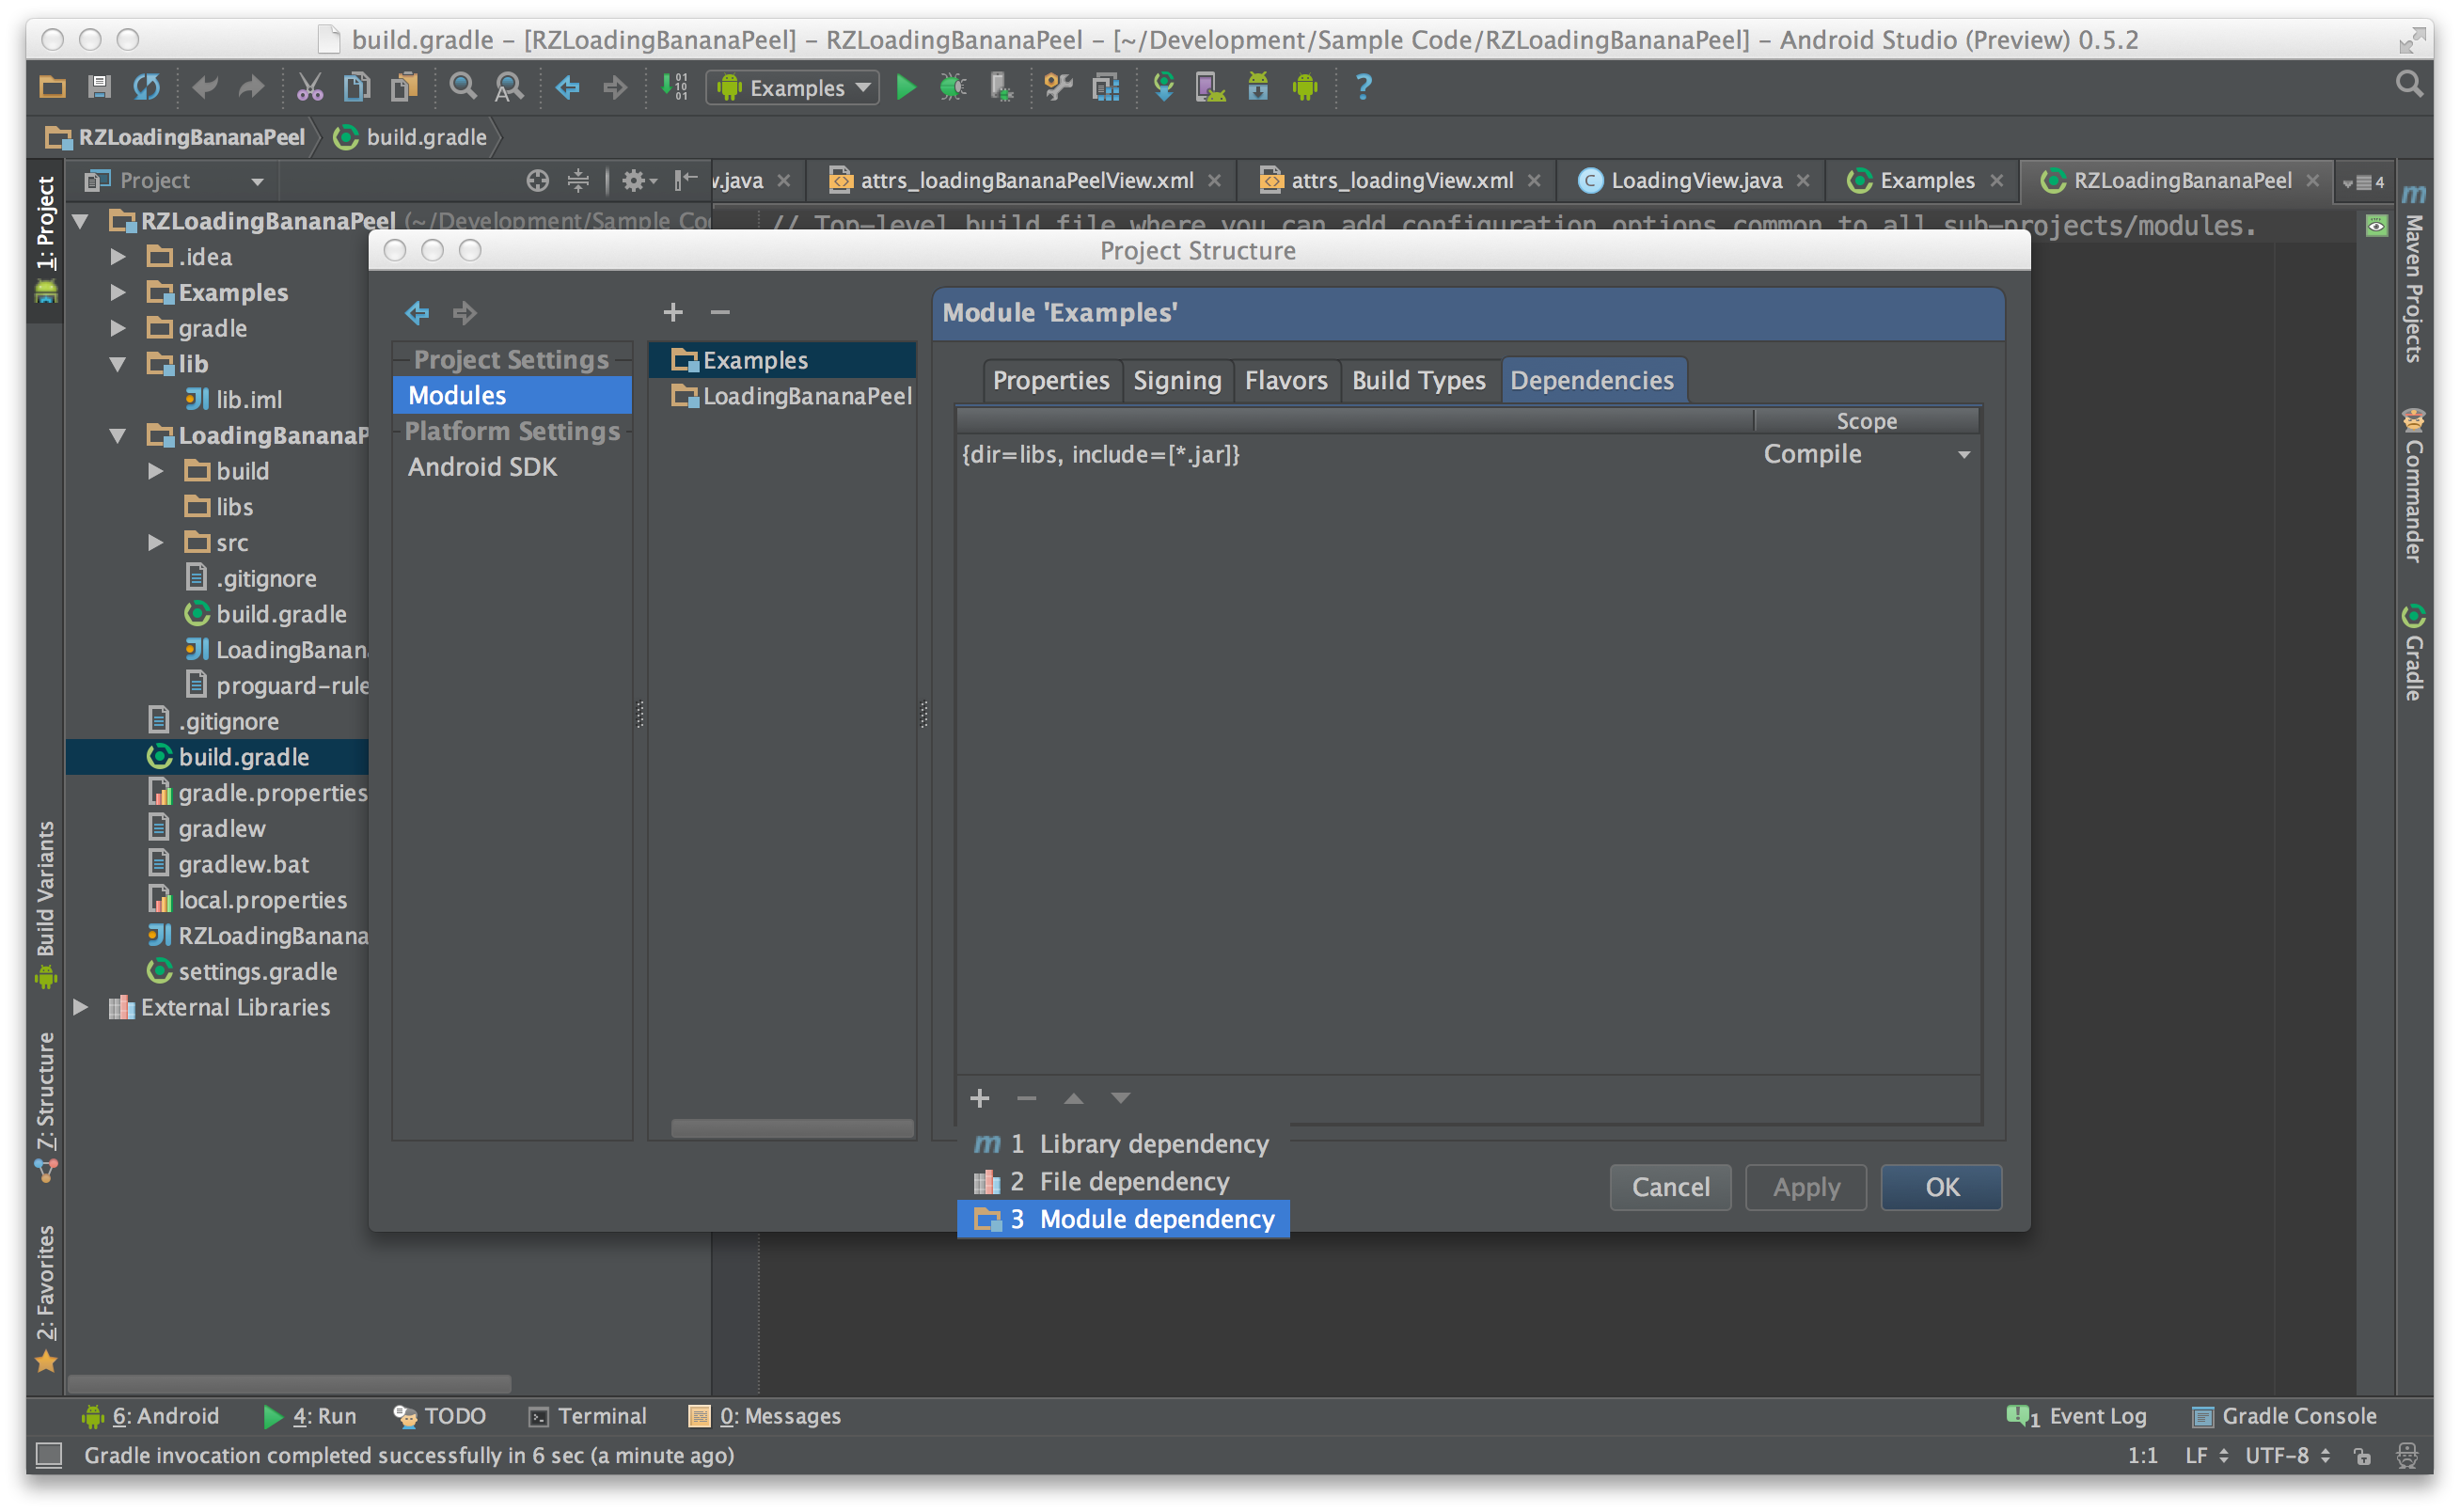 build.gradle – [RZLoadingBananaPeel] – RZLoadingBananaPeel – [~/Development/Sample Code/RZLoadingBananaPeel] – Android Studio (Preview) 0.5.2
Examples
RZLoadingBananaPeel
build.gradle
1: Project
Project
.java
attrs_loadingBananaPeelView.xml
attrs_loadingView.xml
LoadingView.java
Examples
RZLoadingBananaPeel
4
RZLoadingBananaPeel (~/Development/Sample Co
// Top-level build file where you can add configuration options common to all sub-projects/modules.
.idea
Examples
gradle
lib
lib.iml
LoadingBananaP
build
libs
src
.gitignore
build.gradle
LoadingBanan
proguard-rule
.gitignore
build.gradle
gradle.properties
gradlew
gradlew.bat
local.properties
RZLoadingBanana
settings.gradle
External Libraries
Build Variants
7: Structure
2: Favorites
Project Structure
Project Settings
Modules
Platform Settings
Android SDK
Examples
LoadingBananaPeel
Module 'Examples'
Properties
Signing
Flavors
Build Types
Dependencies
Scope
{dir=libs, include=[*.jar]}
Compile
1 Library dependency
2 File dependency
3 Module dependency
Cancel
Apply
OK
Maven Projects
Commander
Gradle
6: Android
4: Run
TODO
Terminal
0: Messages
1 Event Log
Gradle Console
Gradle invocation completed successfully in 6 sec (a minute ago)
1:1
LF
UTF-8